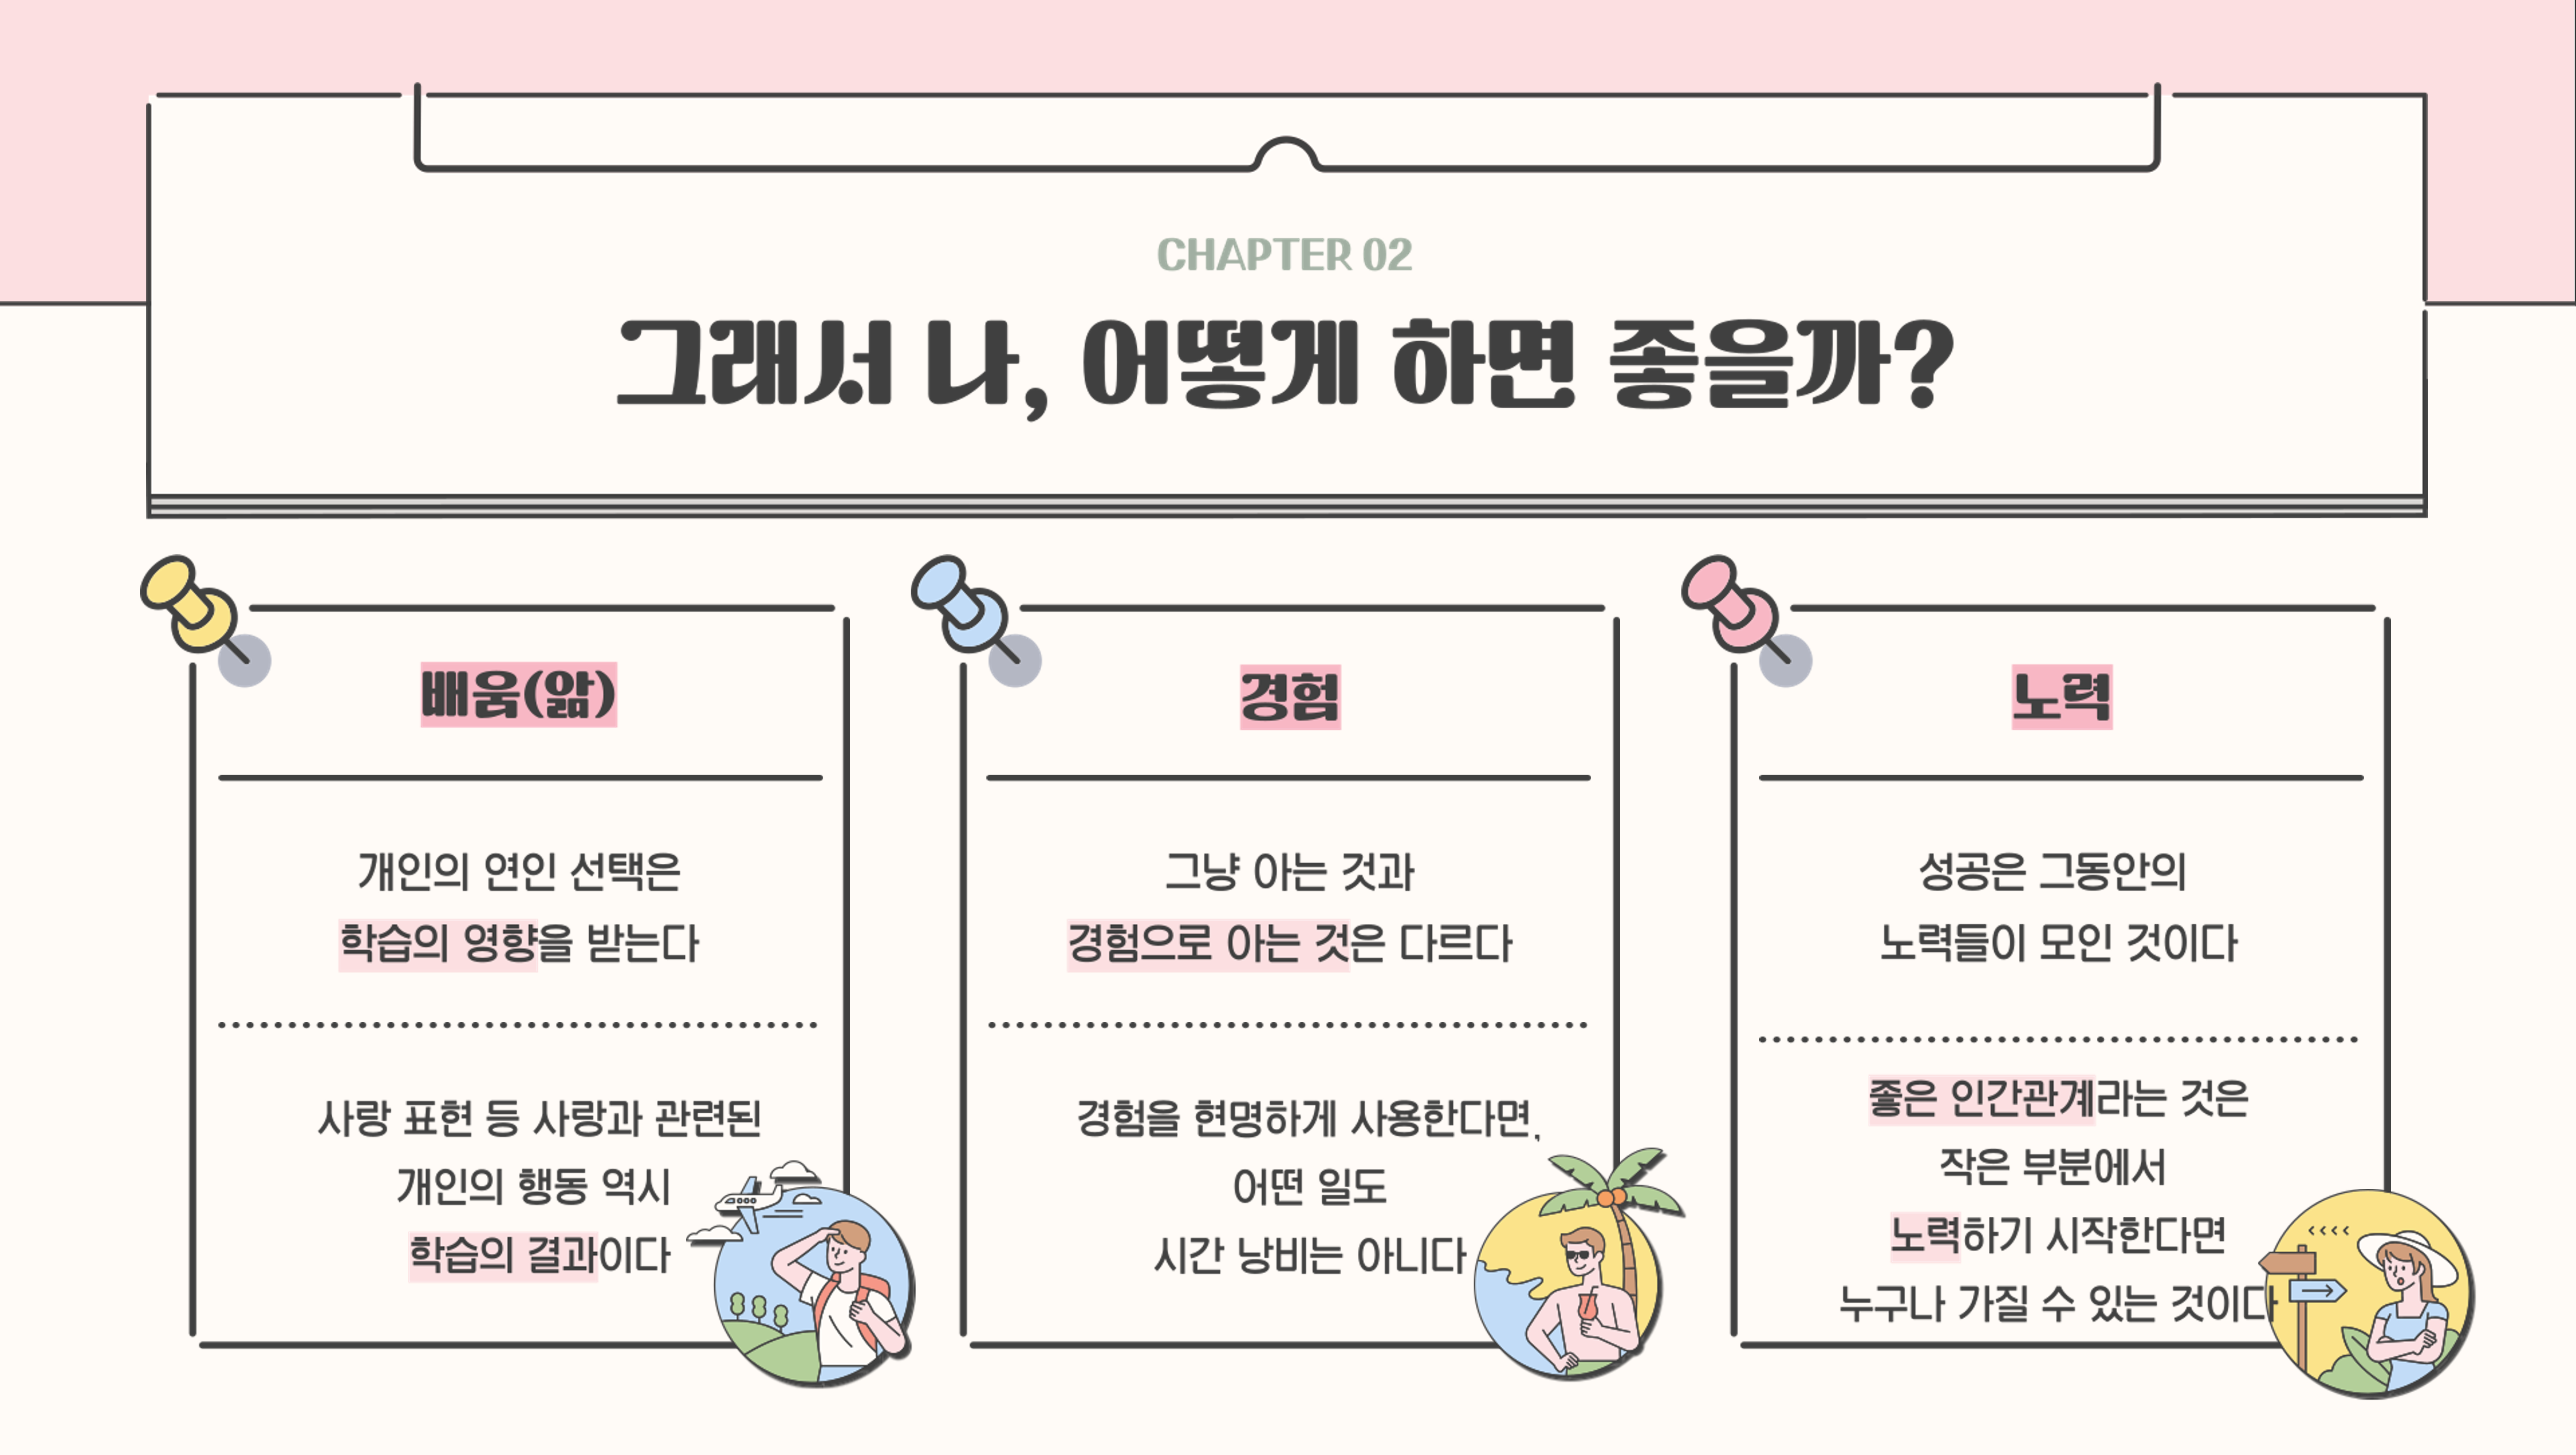 CHAPTER 02
그래서 나, 어떻게 하면 좋을까?
배움(앎)
개인의 연인 선택은
학습의 영향을 받는다
사랑 표현 등 사랑과 관련된
개인의 행동 역시
학습의 결과이다
경험
그냥 아는 것과
경험으로 아는 것은 다르다
경험을 현명하게 사용한다면,
어떤 일도
시간 낭비는 아니다
노력
성공은 그동안의
노력들이 모인 것이다
좋은 인간관계라는 것은
작은 부분에서
노력하기 시작한다면
누구나 가질 수 있는 것이다